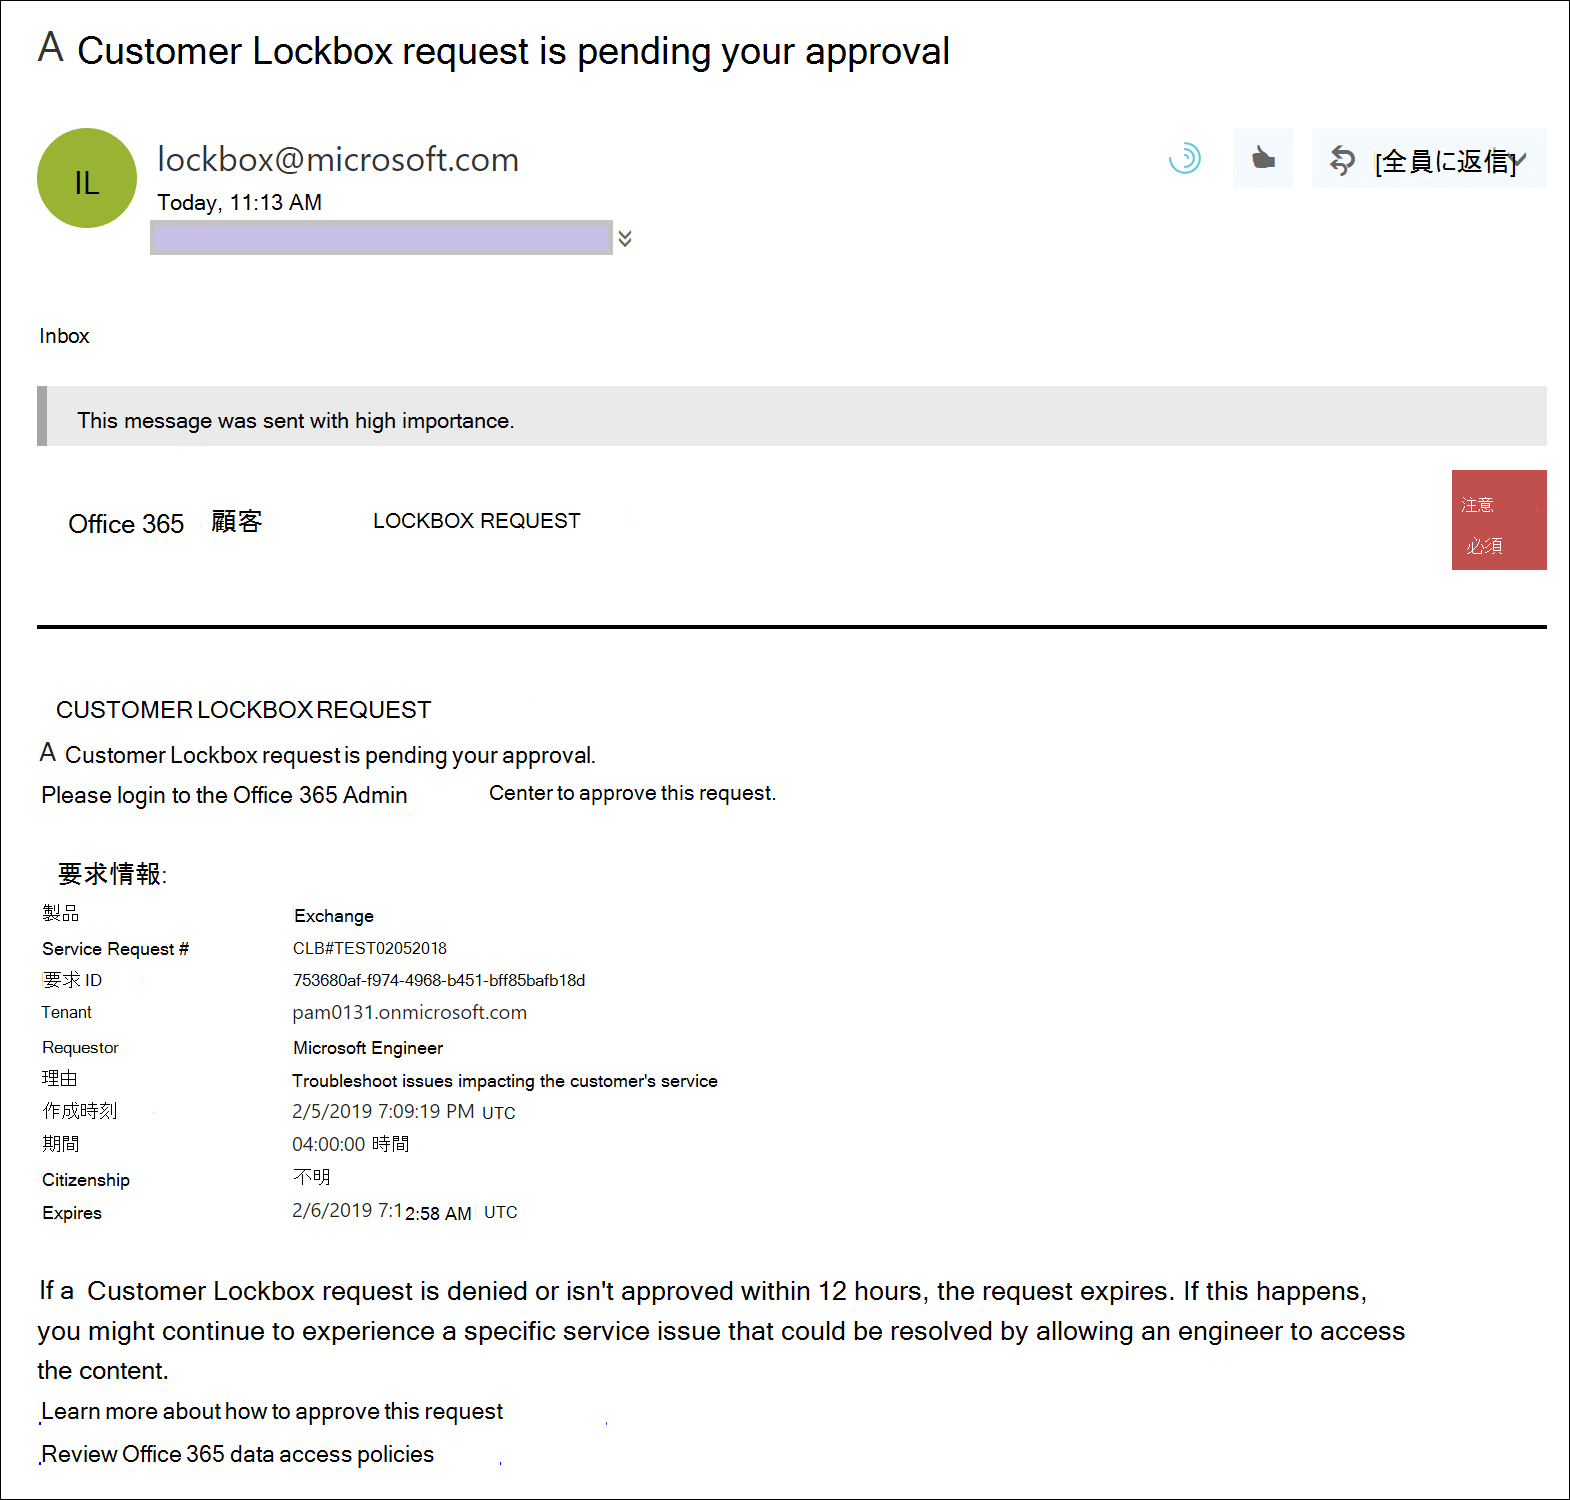 A Customer Lockbox request is pending your approval
IL
lockbox@microsoft.com
[全員に返信]
Today, 11:13 AM
Inbox
This message was sent with high importance.
Office 365 顧客 LOCKBOX REQUEST
注意
必須
CUSTOMER LOCKBOX REQUEST
A Customer Lockbox request is pending your approval.
Please login to the Office 365 Admin Center to approve this request.
要求情報:
製品 Exchange
Service Request # CLB#TEST02052018
要求 ID 753680af-f974-4968-b451-bff85bafb18d
Tenant pam0131.onmicrosoft.com
Requestor Microsoft Engineer
理由 Troubleshoot issues impacting the customer's service
作成時刻 2/5/2019 7:09:19 PM UTC
期間 04:00:00 時間
Citizenship 不明
Expires 2/6/2019 7:12:58 AM UTC
If a Customer Lockbox request is denied or isn't approved within 12 hours, the request expires. If this happens,
you might continue to experience a specific service issue that could be resolved by allowing an engineer to access
the content.
Learn more about how to approve this request
Review Office 365 data access policies